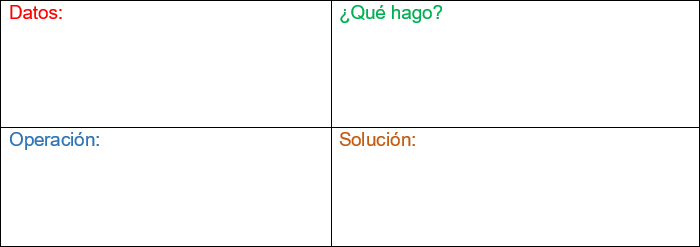 Datos:
¿Qué hago?
Operación:
Solución: